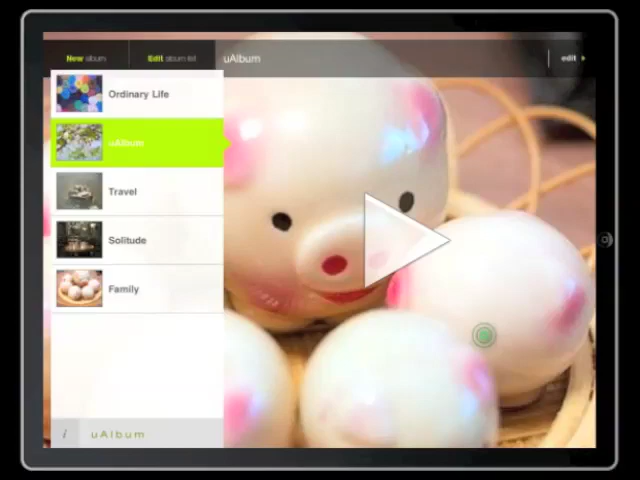 New album
Edit album list
uAlbum
edit
Ordinary Life
uAlbum
Travel
Solitude
Family
i
uAlbum